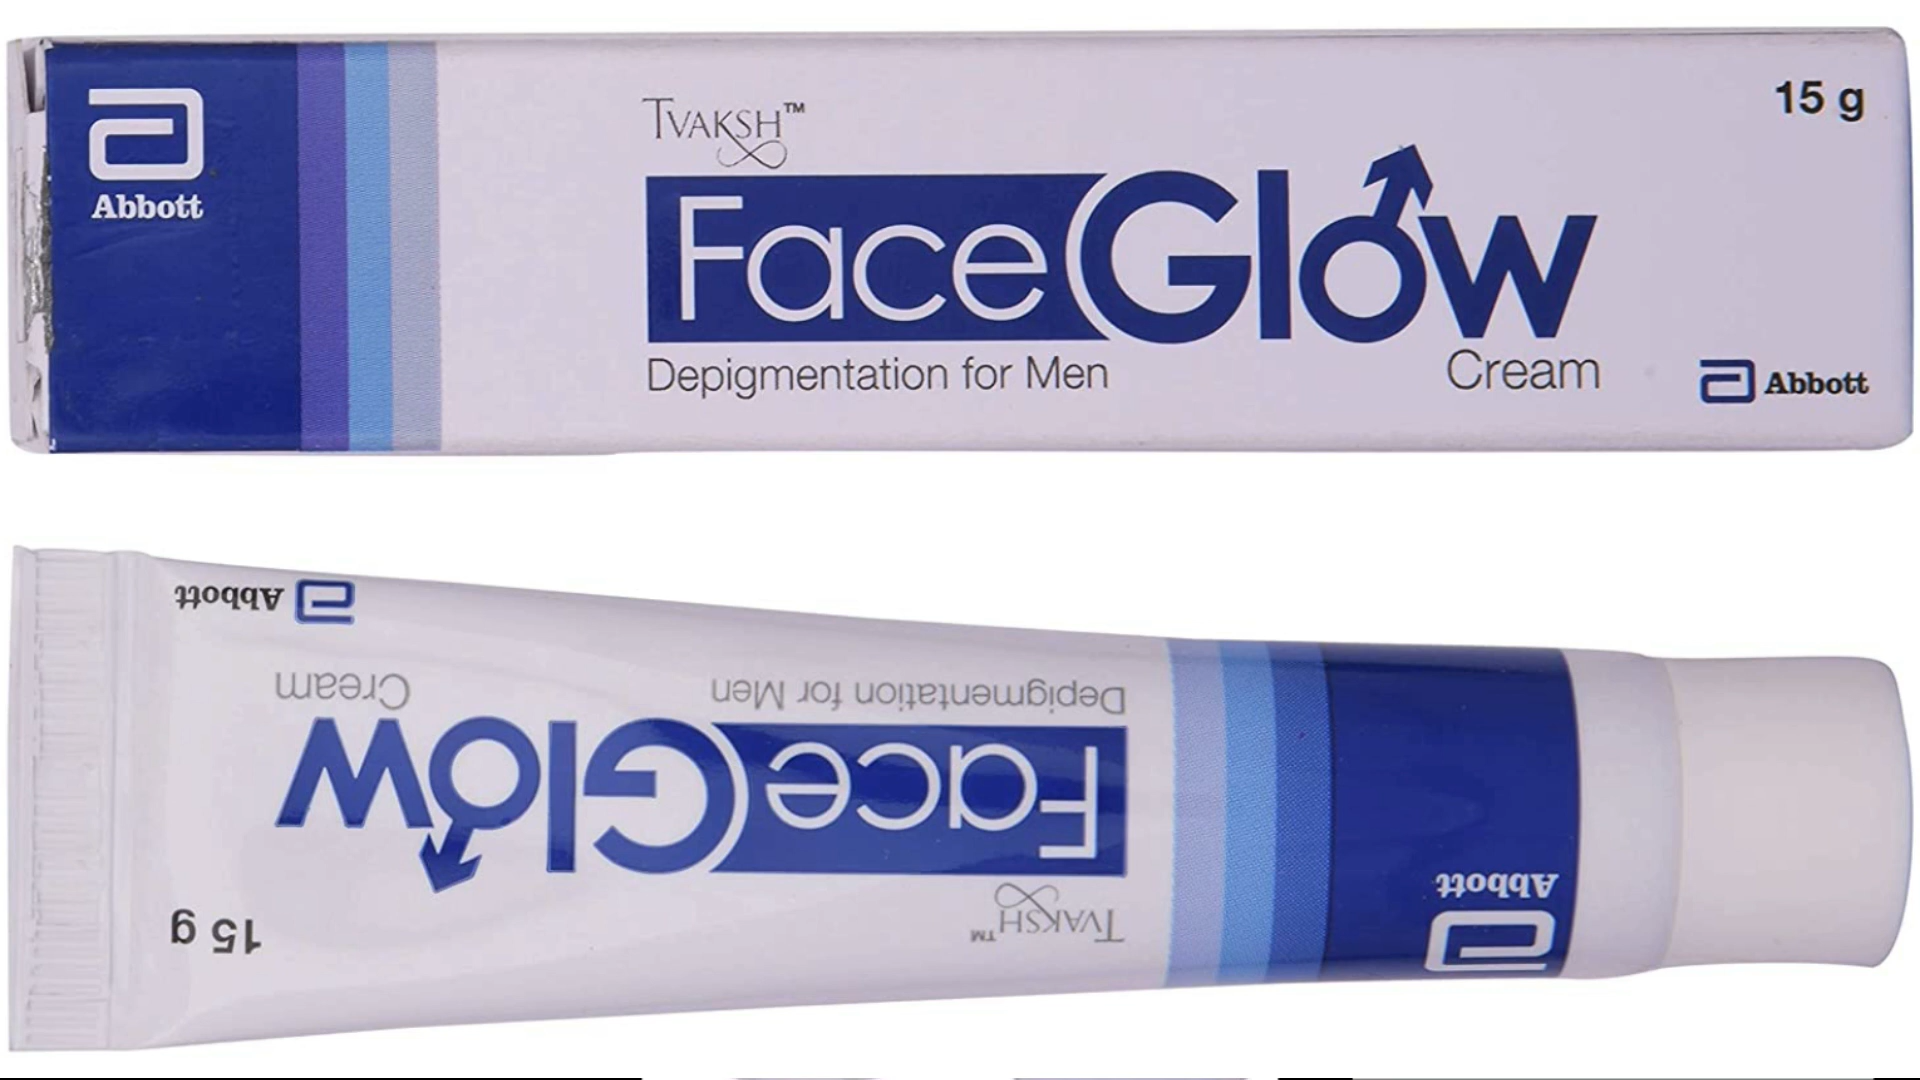 Abbott
TVAKSH™
15 g
FaceGlow
Depigmentation for Men
Cream
Abbott
Abbott
Cream
Depigmentation for Men
FaceGlow
TVAKSH™
15 g
Abbott